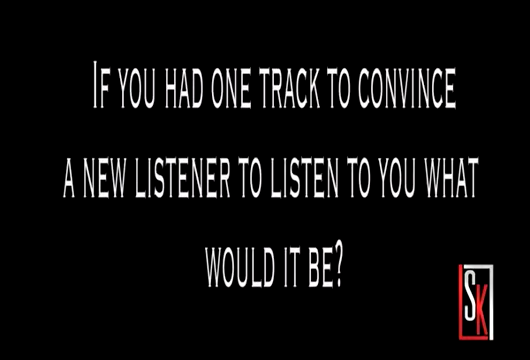 If you had one track to convince
a new listener to listen to you what
would it be?
SK